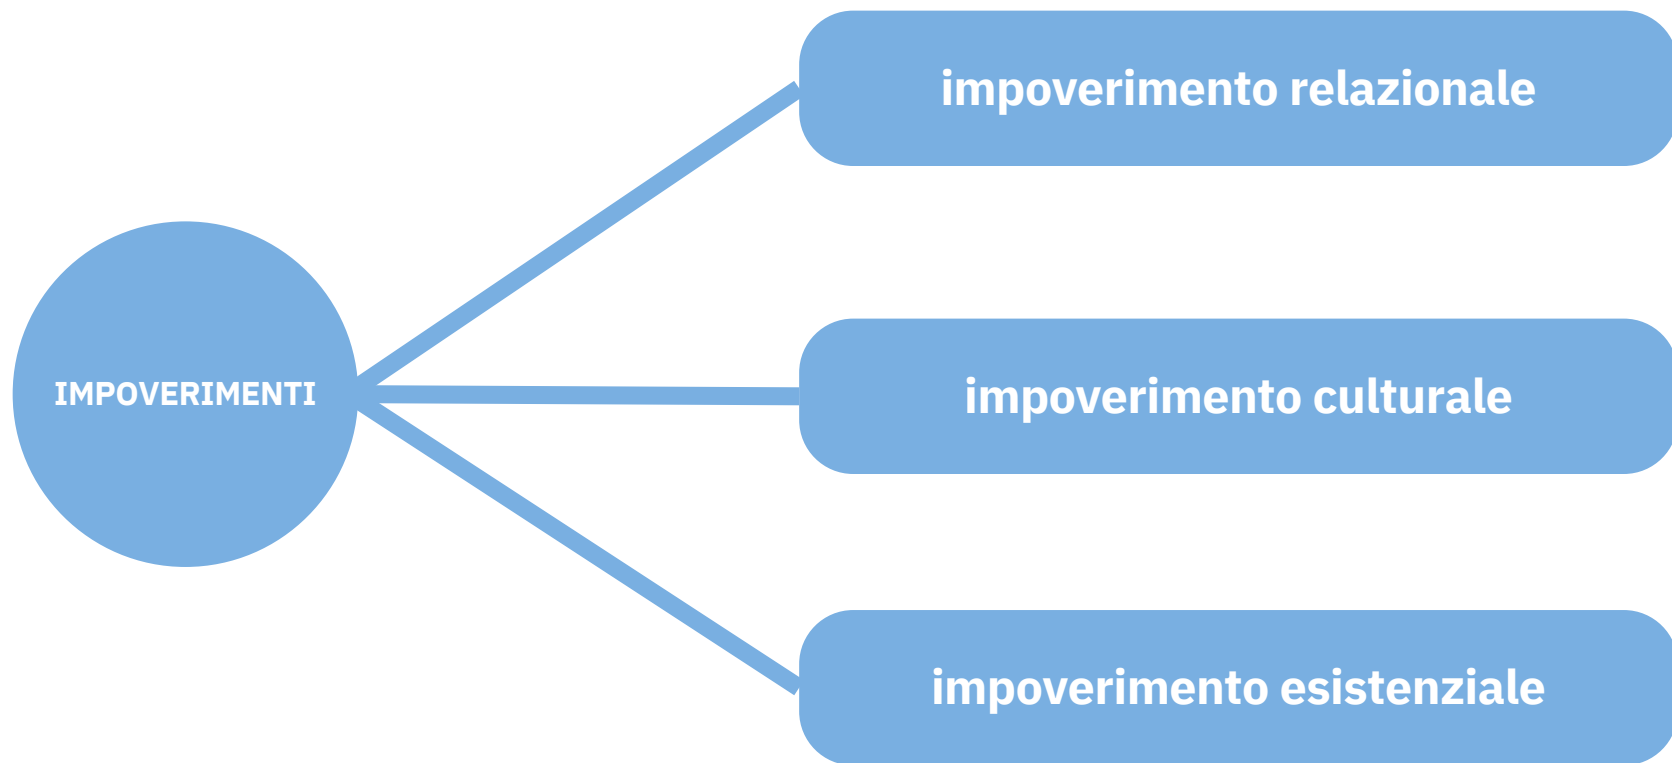 impoverimento relazionale
IMPOVERIMENTI
impoverimento culturale
impoverimento esistenziale